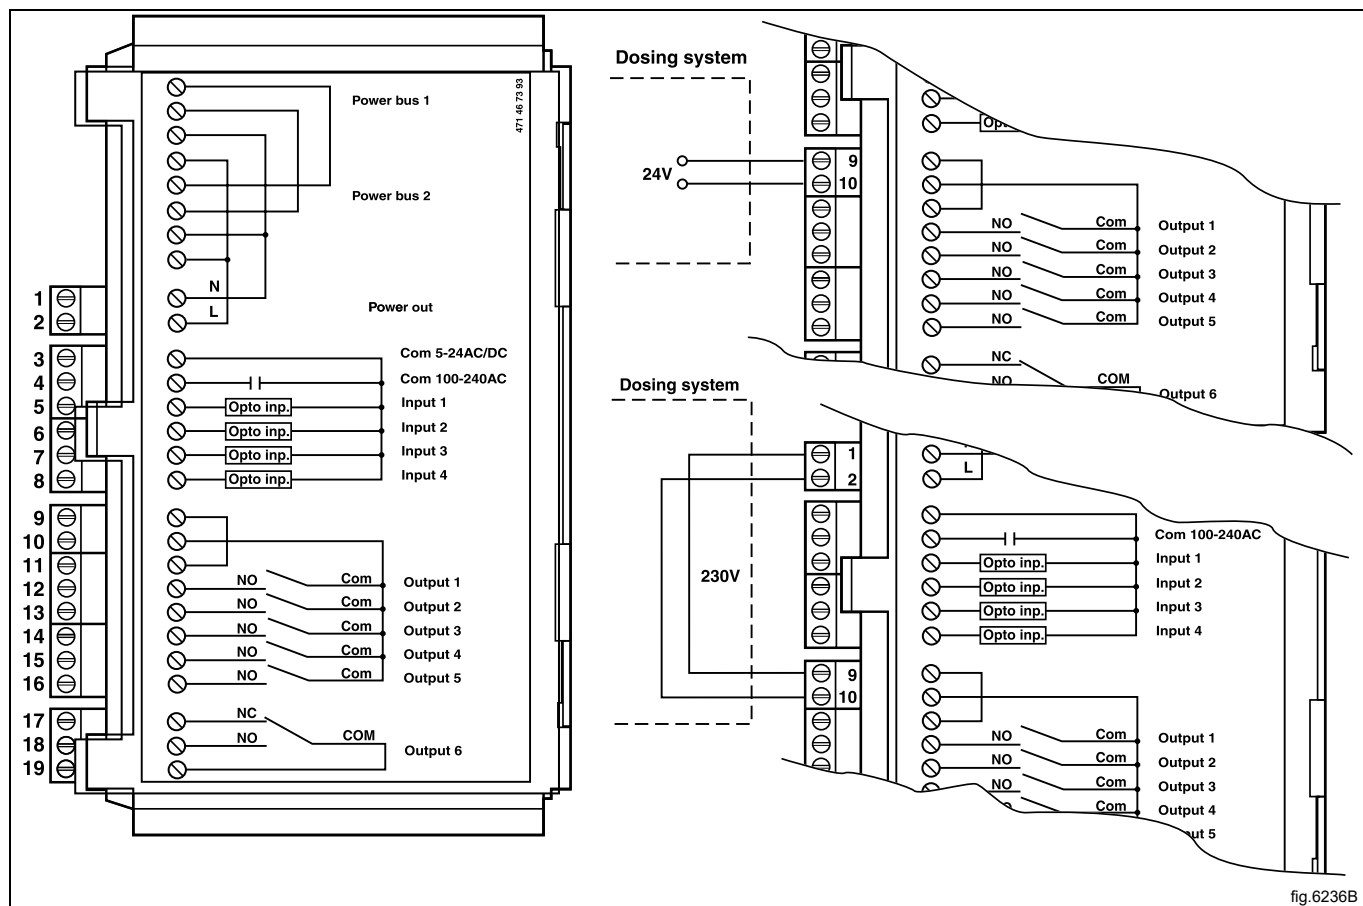 471 46 73 93
Power bus 1
Power bus 2
N
L
Power out
1
2
3
4
5
6
7
8
9
10
11
12
13
14
15
16
17
18
19
Com 5-24AC/DC
Com 100-240AC
Opto inp. Input 1
Opto inp. Input 2
Opto inp. Input 3
Opto inp. Input 4
NO Com Output 1
NO Com Output 2
NO Com Output 3
NO Com Output 4
NO Com Output 5
NC
NO COM Output 6
Dosing system
24V
9
10
NO Com Output 1
NO Com Output 2
NO Com Output 3
NO Com Output 4
NO Com Output 5
NC
NO COM Output 6
Dosing system
230V
1
2
L
Com 100-240AC
Opto inp. Input 1
Opto inp. Input 2
Opto inp. Input 3
Opto inp. Input 4
9
10
NO Com Output 1
NO Com Output 2
NO Com Output 3
Com Output 4
5
fig.6236B